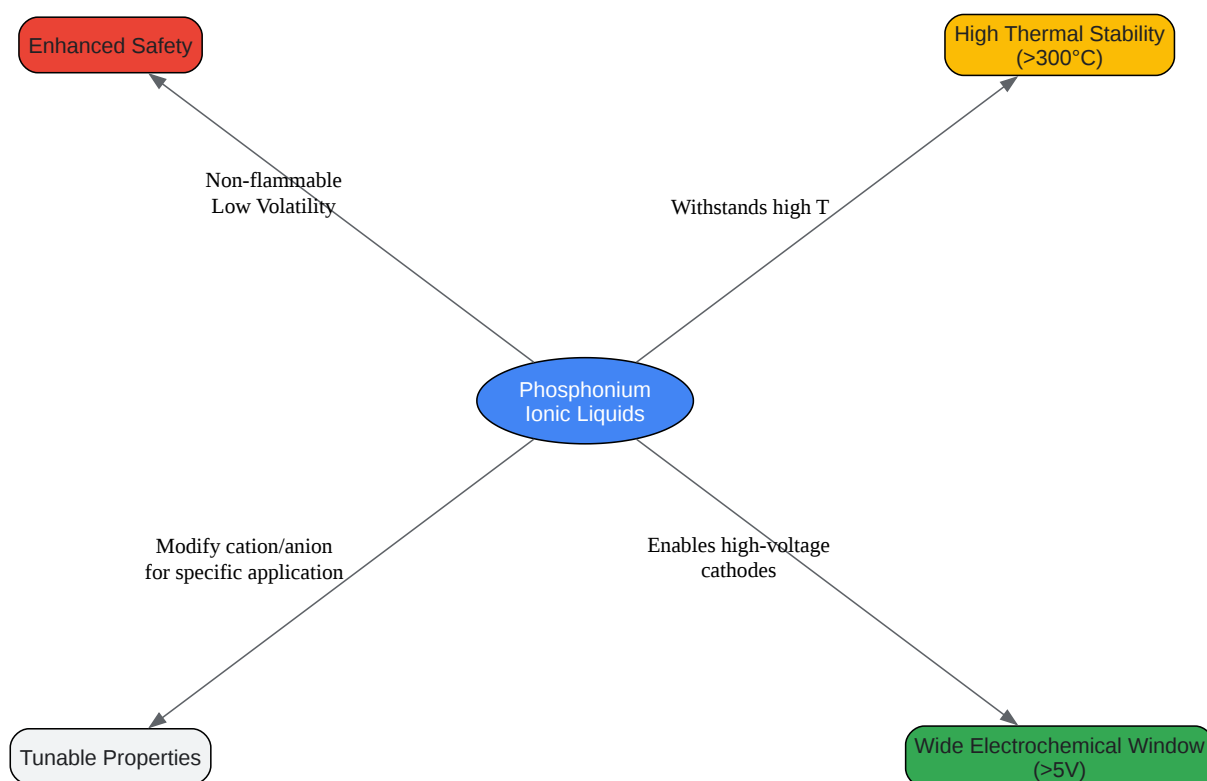 Enhanced Safety
High Thermal Stability
(>300°C)
Non-flammable
Low Volatility
Withstands high T
Phosphonium
Ionic Liquids
Modify cation/anion
for specific application
Enables high-voltage
cathodes
Tunable Properties
Wide Electrochemical Window
(>5V)